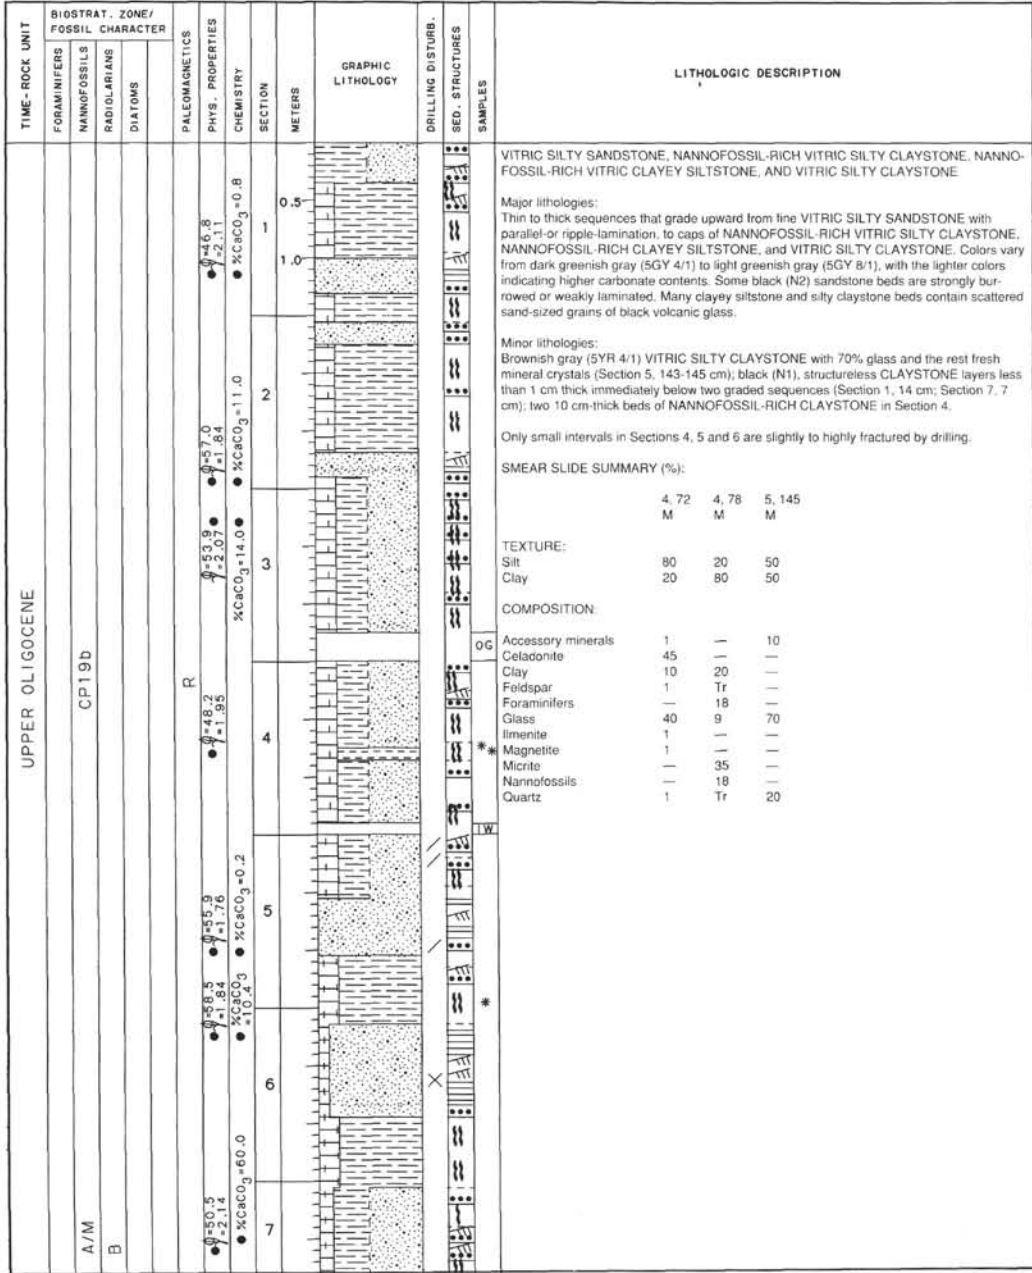 TIME-ROCK UNIT
BIOSTRAT. ZONE/
FOSSIL CHARACTER
FORAMINIFERS
NANNOFOSSILS
RADIOLARIANS
DIATOMS
PALEOMAGNETICS
PHYS. PROPERTIES
CHEMISTRY
SECTION
METERS
GRAPHIC
LITHOLOGY
DRILLING DISTURB.
SED. STRUCTURES
SAMPLES
LITHOLOGIC DESCRIPTION
UPPER OLIGOCENE
CP19b
A/M
B
R
φ=46.8
γ=2.11
φ=57.0
γ=1.84
φ=53.9
γ=2.07
φ=48.2
γ=1.95
φ=55.9
γ=1.76
φ=58.5
γ=1.84
φ=50.5
γ=2.14
%CaCO3=0.8
%CaCO3=11.0
%CaCO3=14.0
%CaCO3=0.2
%CaCO3
=10.4
%CaCO3=60.0
1
2
3
4
5
6
7
0.5
1.0
OG
*
*
IW
*
VITRIC SILTY SANDSTONE, NANNOFOSSIL-RICH VITRIC SILTY CLAYSTONE, NANNO-
FOSSIL-RICH VITRIC CLAYEY SILTSTONE, AND VITRIC SILTY CLAYSTONE
Major lithologies:
Thin to thick sequences that grade upward from fine VITRIC SILTY SANDSTONE with
parallel-or ripple-lamination, to caps of NANNOFOSSIL-RICH VITRIC SILTY CLAYSTONE,
NANNOFOSSIL-RICH CLAYEY SILTSTONE, and VITRIC SILTY CLAYSTONE. Colors vary
from dark greenish gray (5GY 4/1) to light greenish gray (5GY 8/1), with the lighter colors
indicating higher carbonate contents. Some black (N2) sandstone beds are strongly bur-
rowed or weakly laminated. Many clayey siltstone and silty claystone beds contain scattered
sand-sized grains of black volcanic glass.
Minor lithologies:
Brownish gray (5YR 4/1) VITRIC SILTY CLAYSTONE with 70% glass and the rest fresh
mineral crystals (Section 5, 143-145 cm); black (N1), structureless CLAYSTONE layers less
than 1 cm thick immediately below two graded sequences (Section 1, 14 cm; Section 7, 7
cm); two 10 cm-thick beds of NANNOFOSSIL-RICH CLAYSTONE in Section 4.
Only small intervals in Sections 4, 5 and 6 are slightly to highly fractured by drilling.
SMEAR SLIDE SUMMARY (%):
4, 72 4, 78 5, 145
M M M
TEXTURE:
Silt 80 20 50
Clay 20 80 50
COMPOSITION:
Accessory minerals 1 — 10
Celadonite 45 — —
Clay 10 20 —
Feldspar 1 Tr —
Foraminifers — 18 —
Glass 40 9 70
Ilmenite 1 — —
Magnetite 1 — —
Micrite — 35 —
Nannofossils — 18 —
Quartz 1 Tr 20